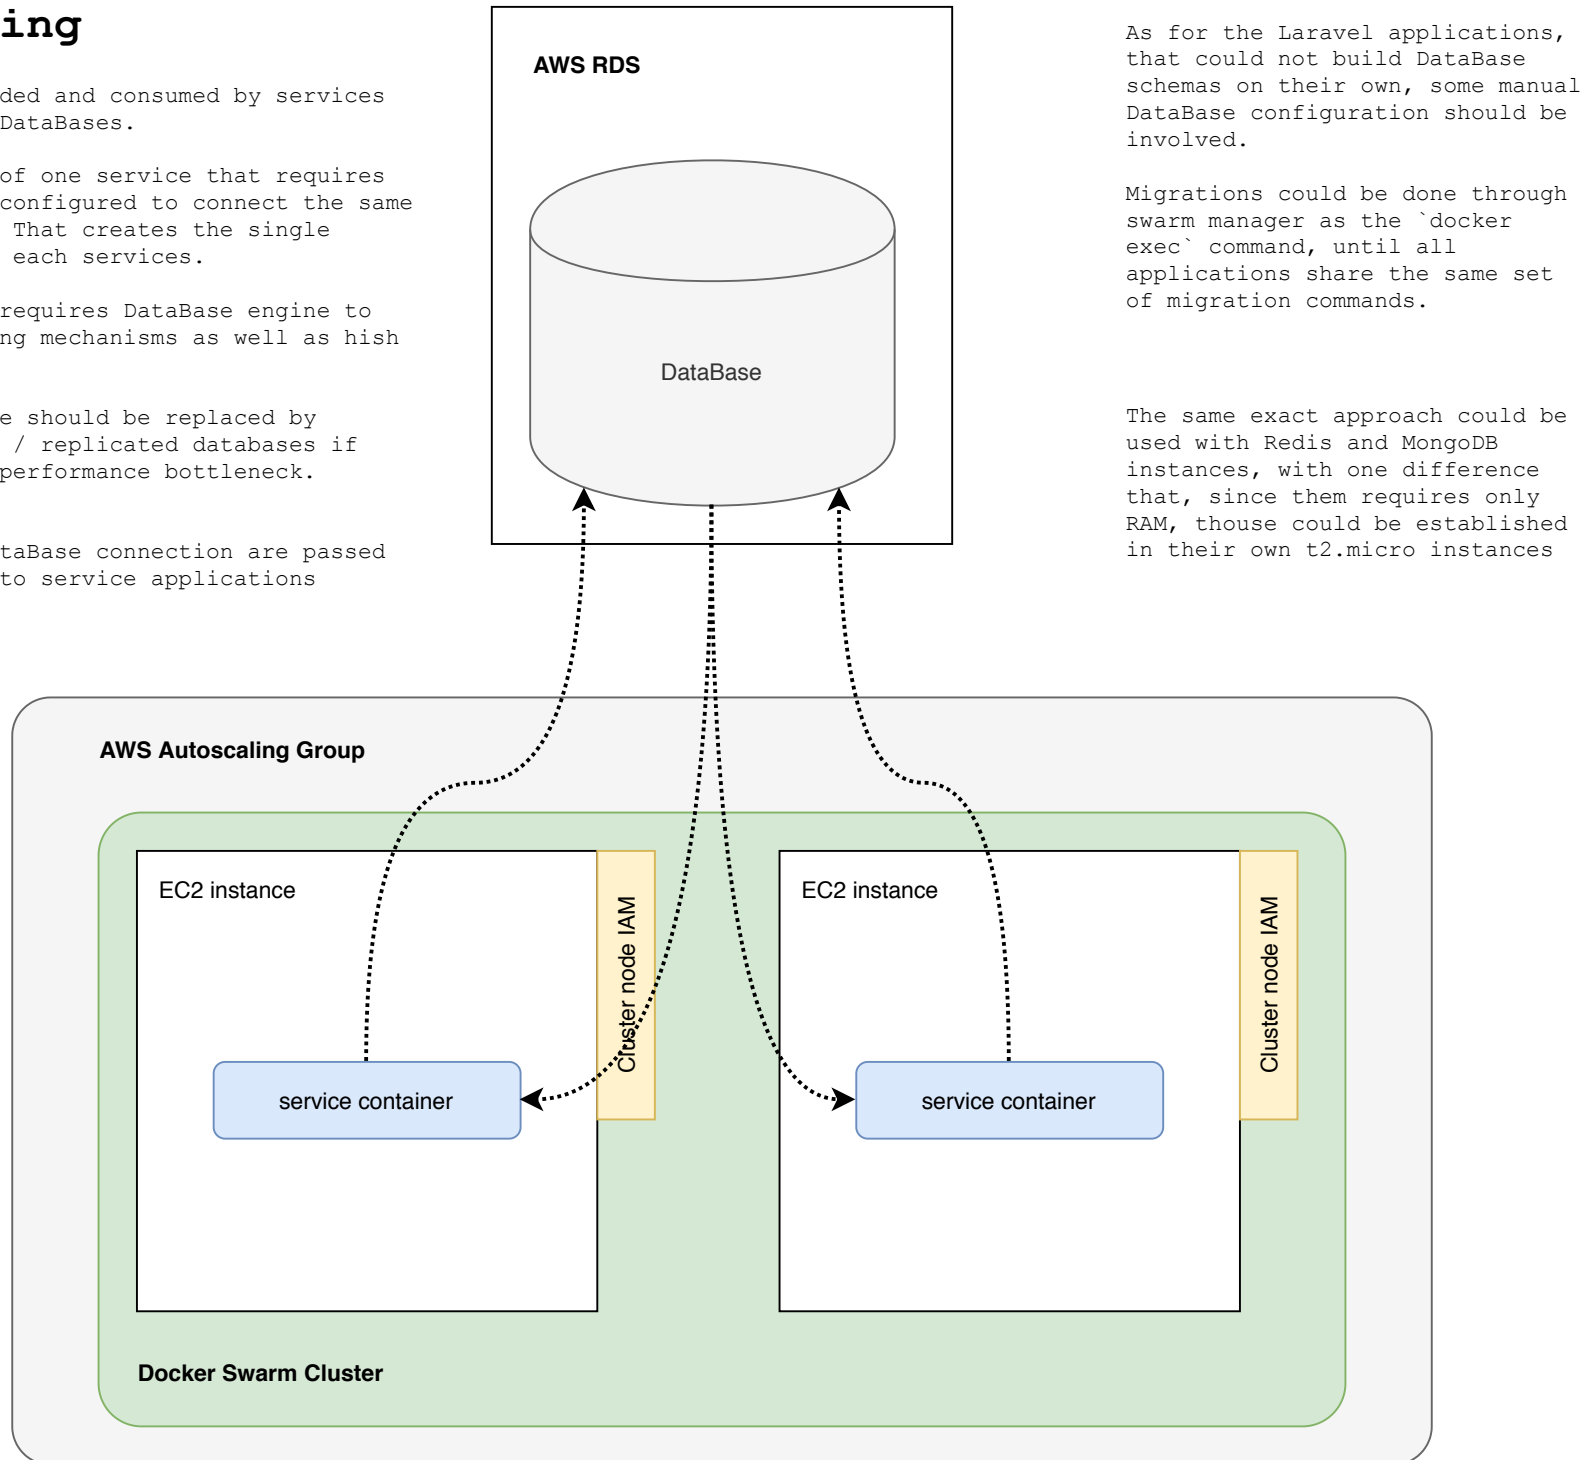 ing
ded and consumed by services
DataBases.
of one service that requires
configured to connect the same
That creates the single
each services.
requires DataBase engine to
ng mechanisms as well as hish
e should be replaced by
/ replicated databases if
performance bottleneck.
taBase connection are passed
to service applications
AWS RDS
DataBase
As for the Laravel applications,
that could not build DataBase
schemas on their own, some manual
DataBase configuration should be
involved.
Migrations could be done through
swarm manager as the `docker
exec` command, until all
applications share the same set
of migration commands.
The same exact approach could be
used with Redis and MongoDB
instances, with one difference
that, since them requires only
RAM, thouse could be established
in their own t2.micro instances
AWS Autoscaling Group
EC2 instance
Cluster node IAM
service container
EC2 instance
Cluster node IAM
service container
Docker Swarm Cluster